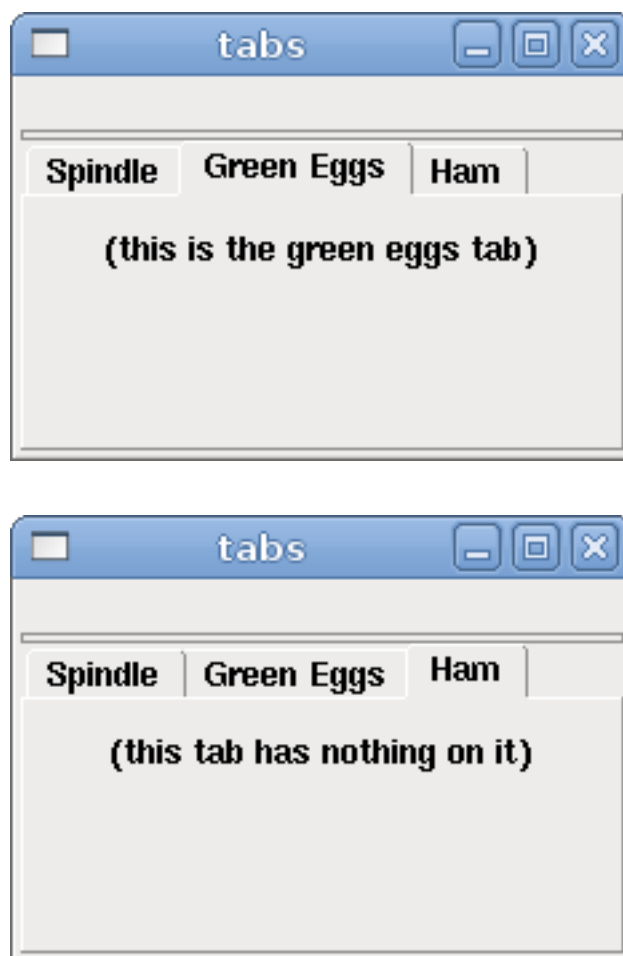 tabs
Spindle Green Eggs Ham
(this is the green eggs tab)
tabs
Spindle Green Eggs Ham
(this tab has nothing on it)